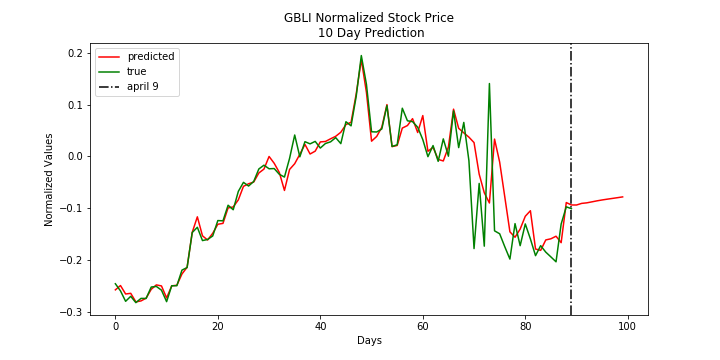 GBLI Normalized Stock Price
10 Day Prediction
predicted
true
april 9
Normalized Values
0.2
0.1
0.0
−0.1
−0.2
−0.3
0
20
40
60
80
100
Days